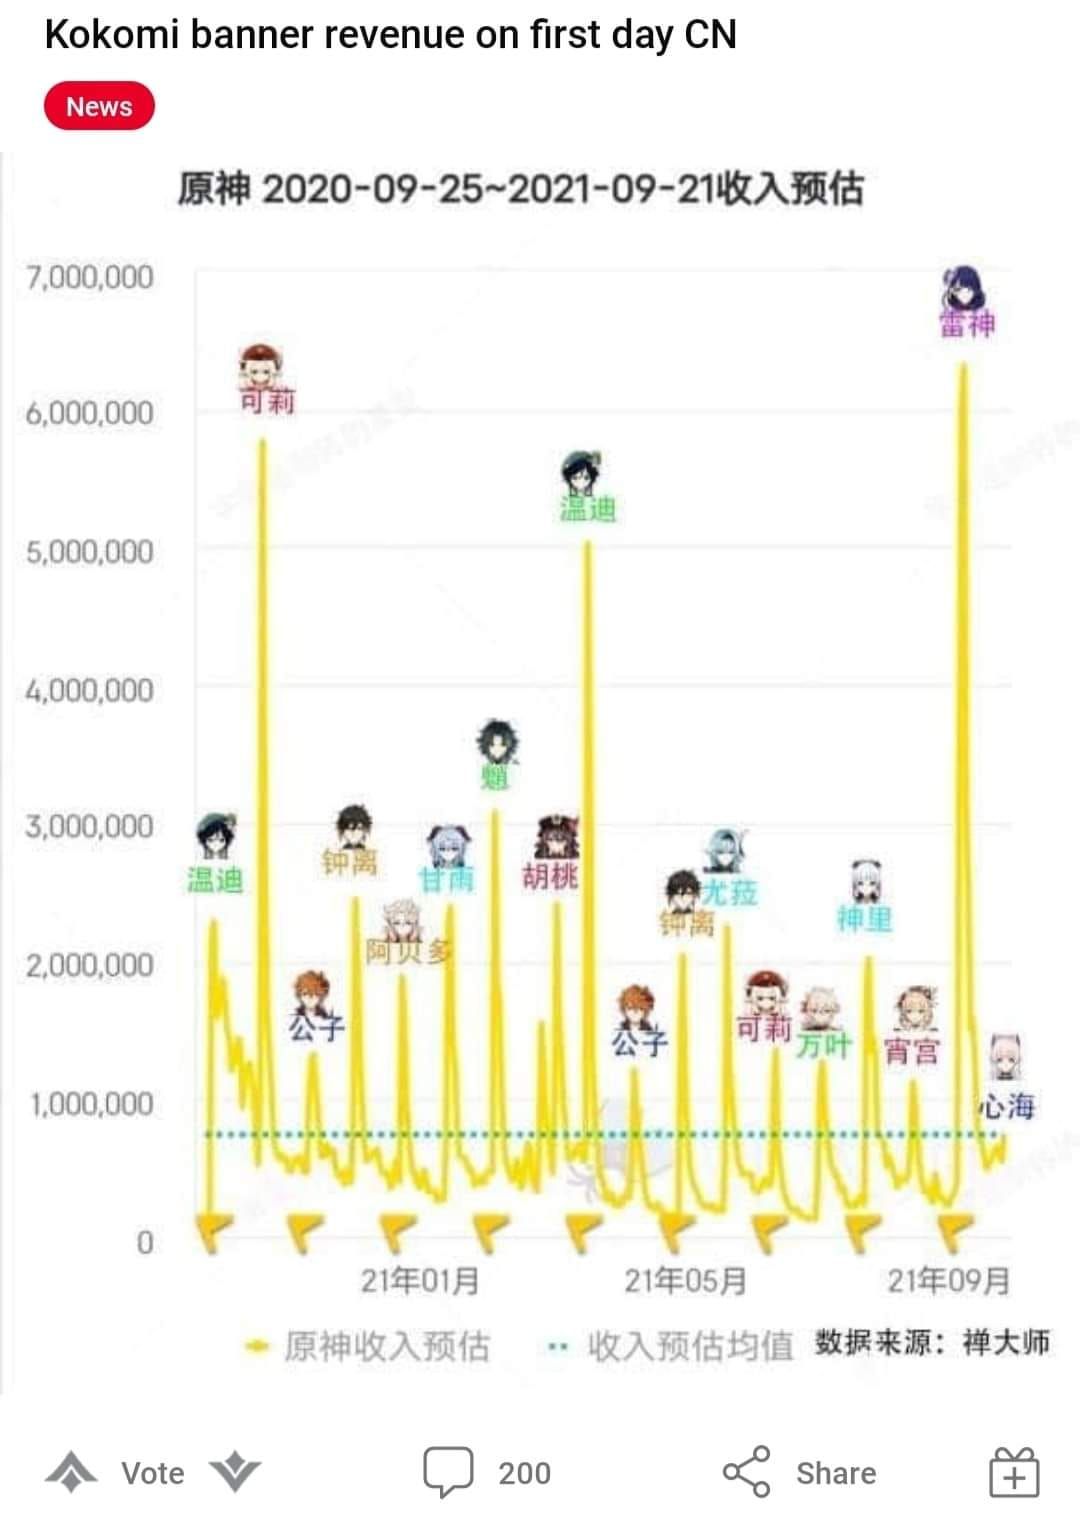 Kokomi banner revenue on first day CN
News
原神 2020-09-25~2021-09-21收入预估
7,000,000
雷神
可莉
6,000,000
温迪
5,000,000
4,000,000
魈
3,000,000
钟离
温迪
甘雨
胡桃
尤菈
钟离
神里
阿贝多
2,000,000
公子
公子
可莉
万叶
宵宫
1,000,000
心海
0
21年01月
21年05月
21年09月
原神收入预估
收入预估均值
数据来源：禅大师
Vote
200
Share